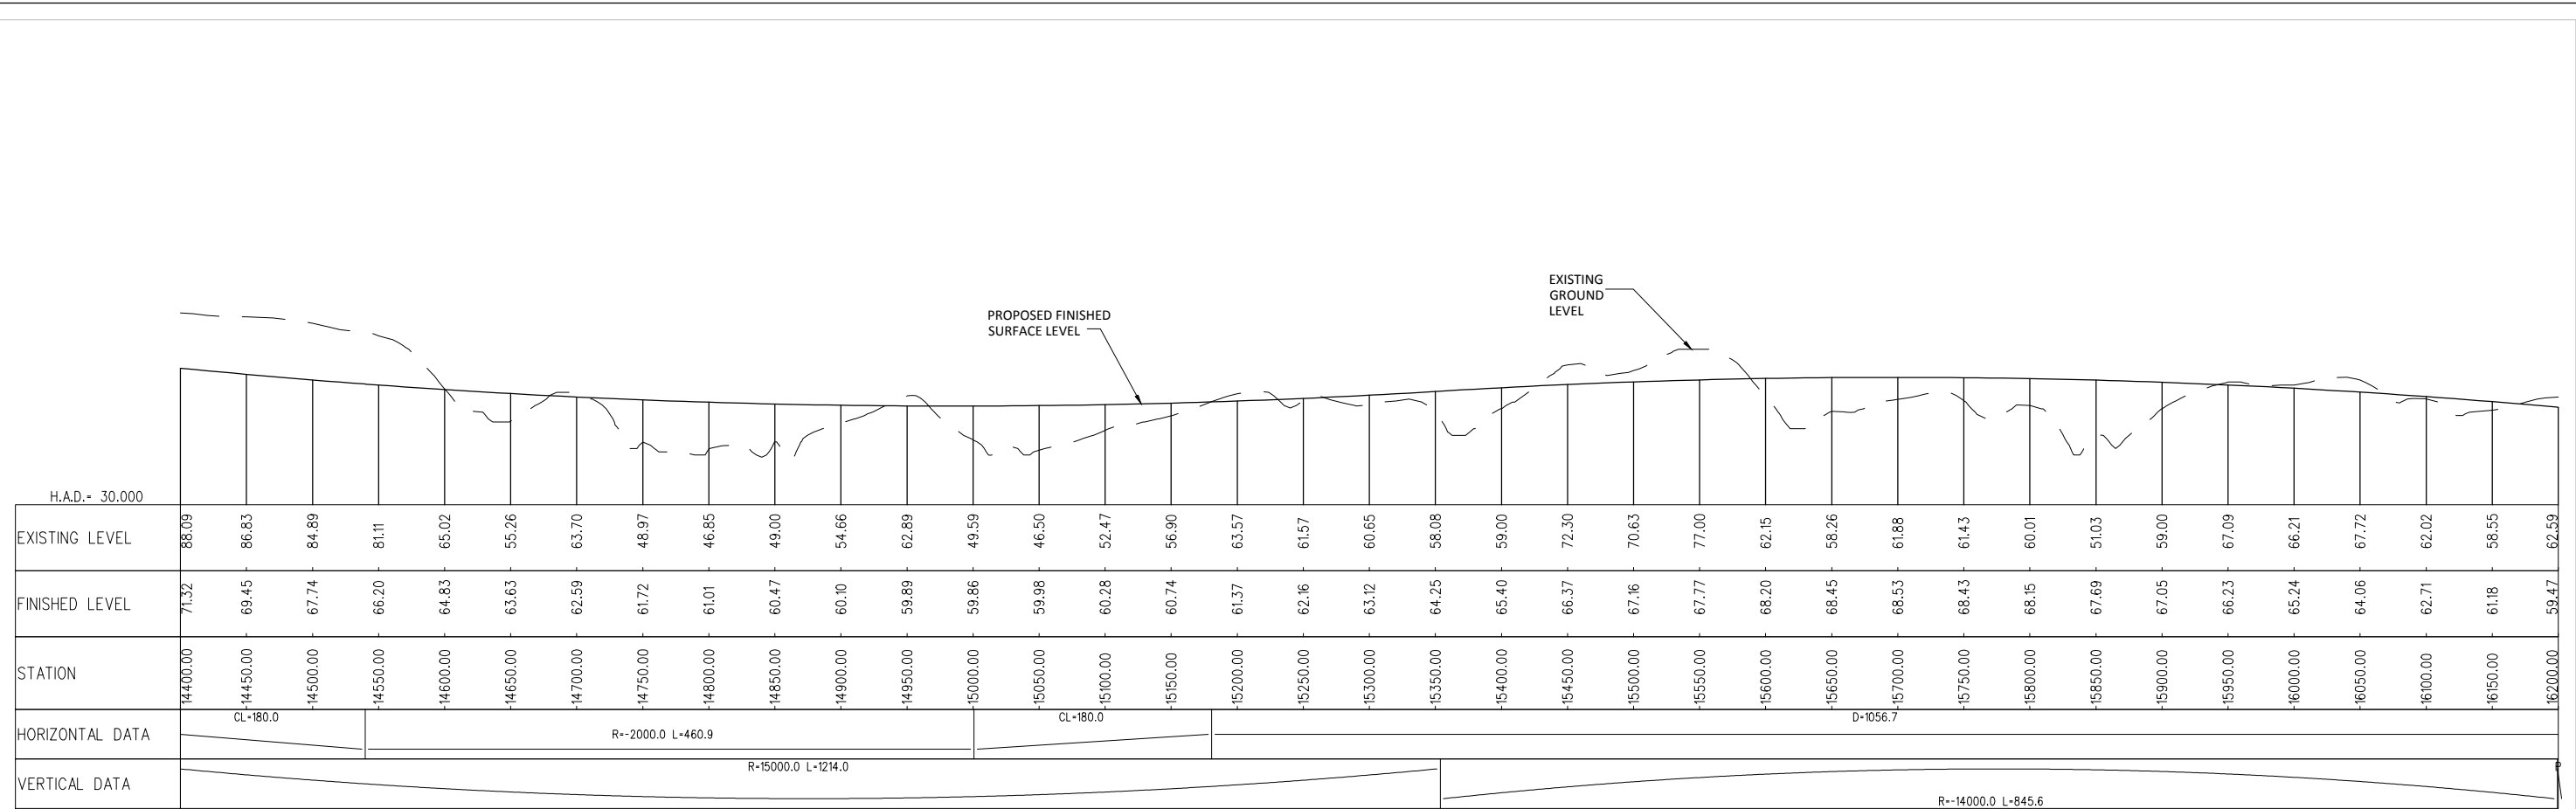 EXISTING
GROUND
LEVEL
PROPOSED FINISHED
SURFACE LEVEL
H.A.D.= 30.000
EXISTING LEVEL 88.09 86.83 84.89 81.11 65.02 55.26 63.70 48.97 46.85 49.00 54.66 62.89 49.59 46.50 52.47 56.90 63.57 61.57 60.65 58.08 59.00 72.30 70.63 77.00 62.15 58.26 61.88 61.43 60.01 51.03 59.00 67.09 66.21 67.72 62.02 58.55 62.59
FINISHED LEVEL 71.32 69.45 67.74 66.20 64.83 63.63 62.59 61.72 61.01 60.47 60.10 59.89 59.86 59.98 60.28 60.74 61.37 62.16 63.12 64.25 65.40 66.37 67.16 67.77 68.20 68.45 68.53 68.43 68.15 67.69 67.05 66.23 65.24 64.06 62.71 61.18 59.47
STATION 14400.00 14450.00 14500.00 14550.00 14600.00 14650.00 14700.00 14750.00 14800.00 14850.00 14900.00 14950.00 15000.00 15050.00 15100.00 15150.00 15200.00 15250.00 15300.00 15350.00 15400.00 15450.00 15500.00 15550.00 15600.00 15650.00 15700.00 15750.00 15800.00 15850.00 15900.00 15950.00 16000.00 16050.00 16100.00 16150.00 16200.00
CL=180.0 CL=180.0 D=1056.7
HORIZONTAL DATA R=-2000.0 L=460.9
R=15000.0 L=1214.0
VERTICAL DATA
R=-14000.0 L=845.6